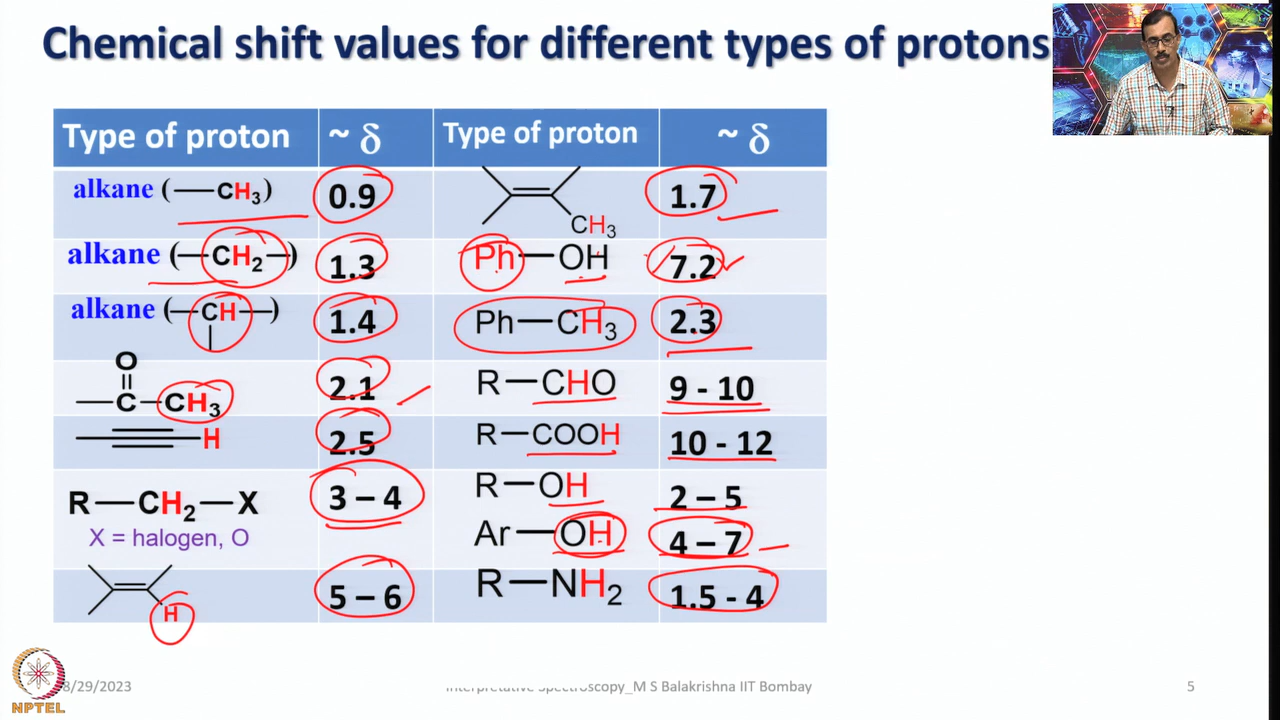 Chemical shift values for different types of protons
Type of proton ~ δ Type of proton ~ δ
alkane (—CH₃) 0.9 CH₃ 1.7
alkane (—CH₂—) 1.3 Ph—OH 7.2
alkane (—CH—) 1.4 Ph—CH₃ 2.3
O
C—CH₃ 2.1 R—CHO 9 - 10
H 2.5 R—COOH 10 - 12
R—CH₂—X 3 – 4 R—OH 2 – 5
X = halogen, O Ar—OH 4 – 7
H 5 – 6 R—NH₂ 1.5 - 4
8/29/2023 Interpretative Spectroscopy_M S Balakrishna IIT Bombay 5
NPTEL